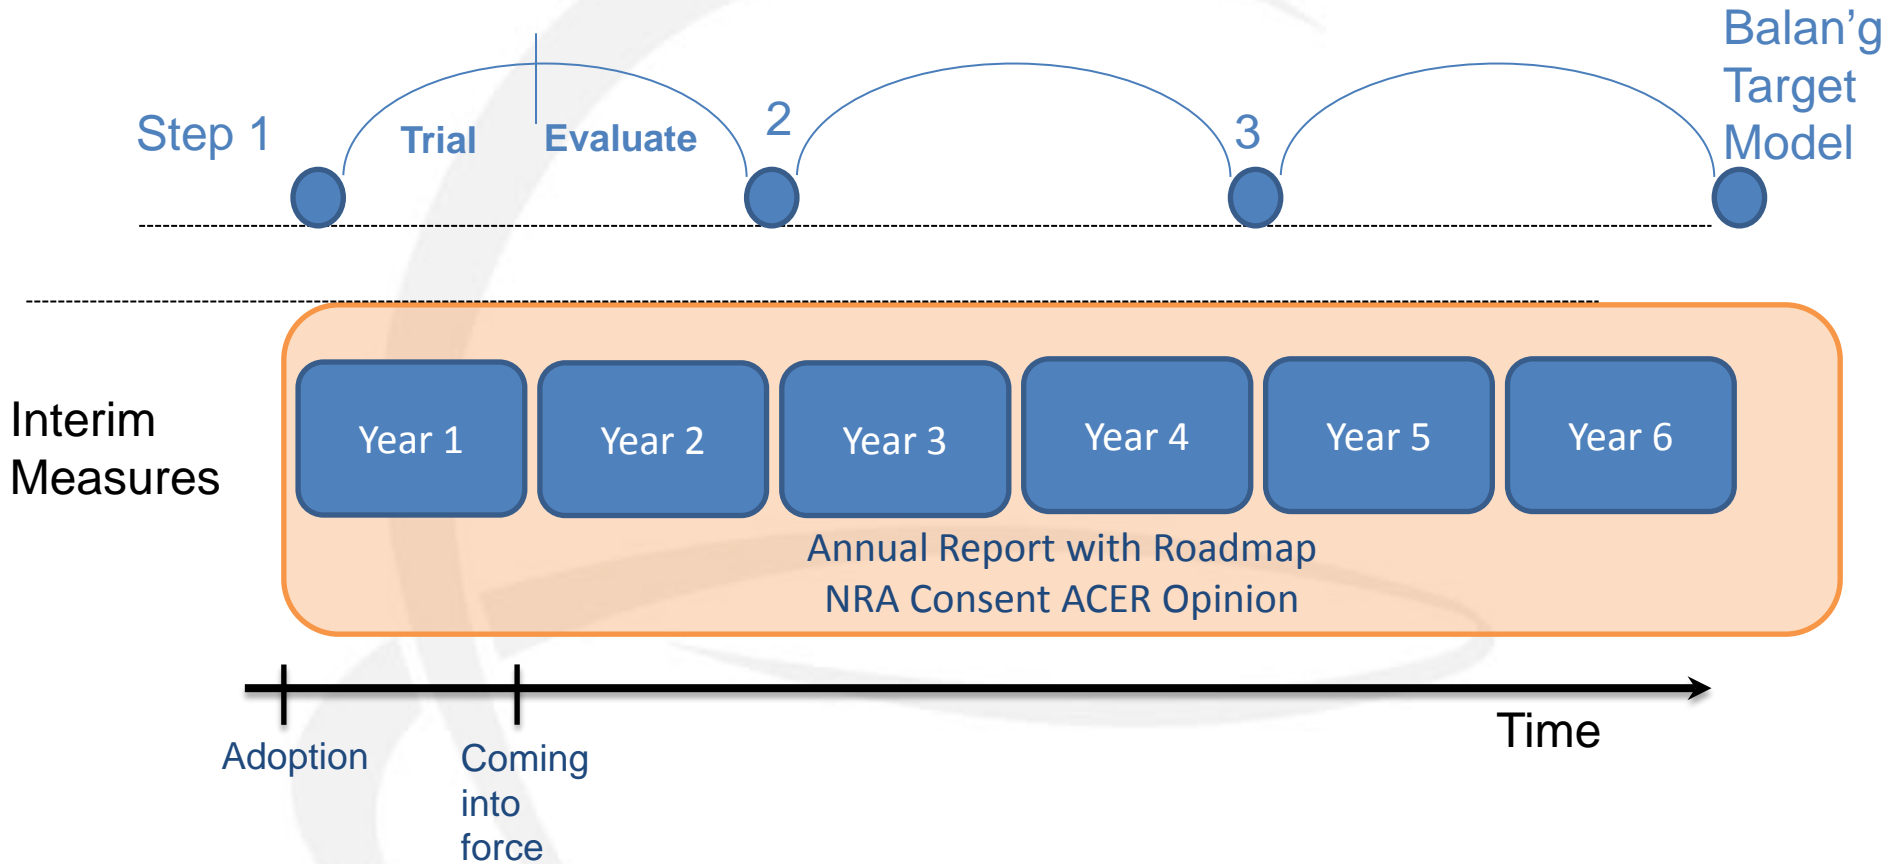 Balan'g
Target
Model
Step 1
Trial
Evaluate
2
3
Interim
Measures
Year 1
Year 2
Year 3
Year 4
Year 5
Year 6
Annual Report with Roadmap
NRA Consent ACER Opinion
Time
Adoption
Coming
into
force